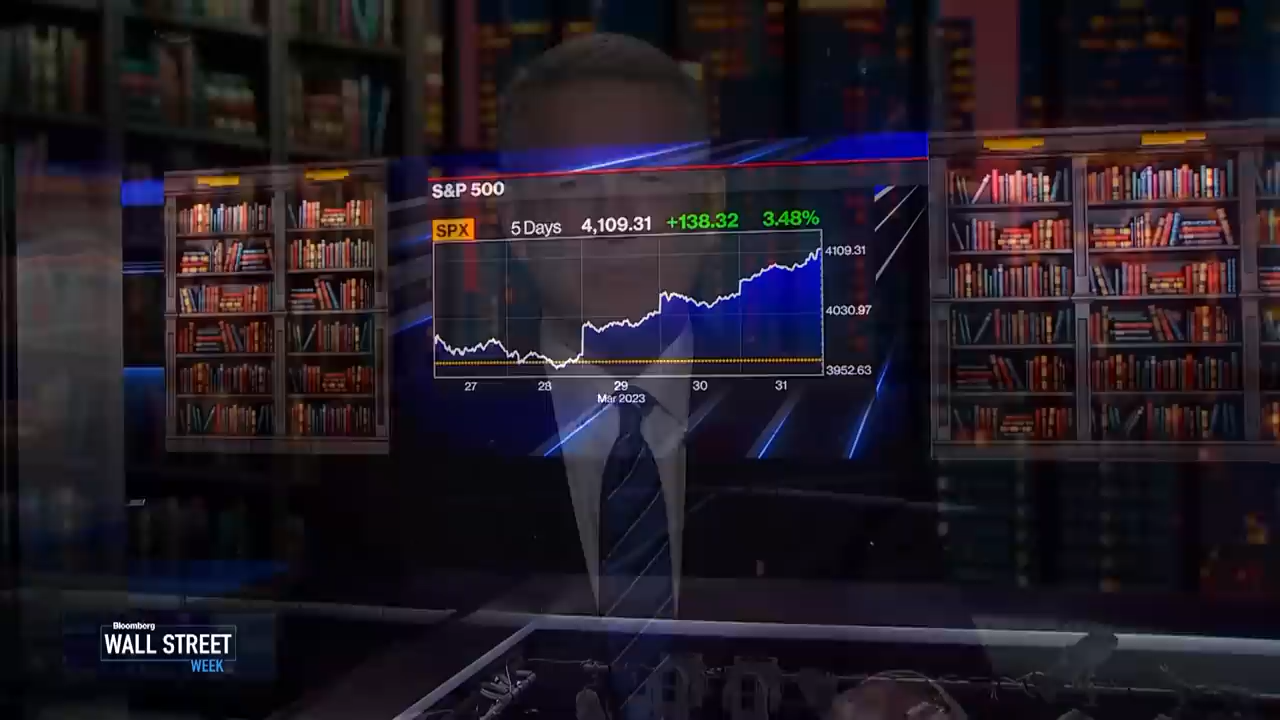 S&P 500
SPX 5 Days 4,109.31 +138.32 3.48%
4109.31
4030.97
3952.63
27 28 29 30 31
Mar 2023
Bloomberg
WALL STREET
WEEK